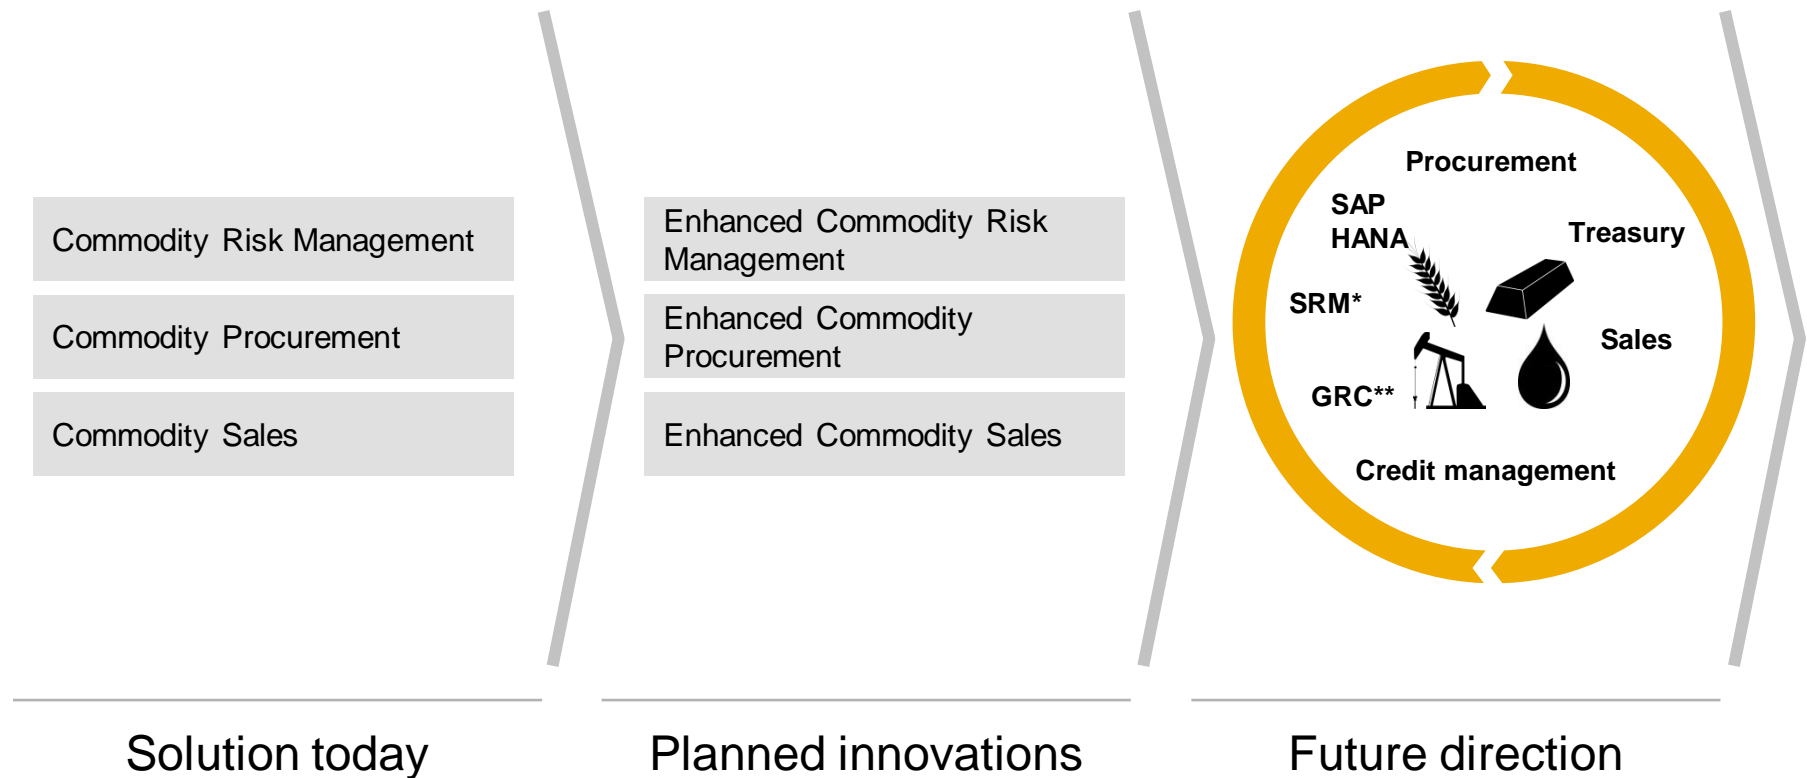 Commodity Risk Management
Commodity Procurement
Commodity Sales
Enhanced Commodity Risk
Management
Enhanced Commodity
Procurement
Enhanced Commodity Sales
Procurement
SAP
HANA
Treasury
SRM*
Sales
GRC**
Credit management
Solution today
Planned innovations
Future direction